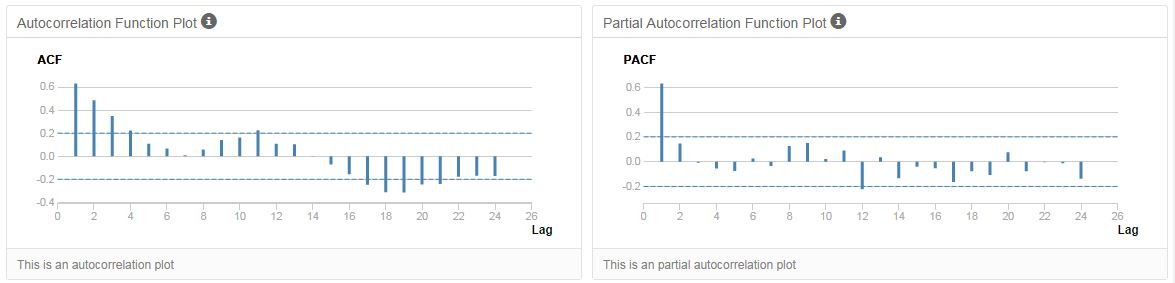 Autocorrelation Function Plot
ACF
0.6
0.4
0.2
0.0
-0.2
-0.4
0 2 4 6 8 10 12 14 16 18 20 22 24 26
Lag
This is an autocorrelation plot
Partial Autocorrelation Function Plot
PACF
0.6
0.4
0.2
0.0
-0.2
0 2 4 6 8 10 12 14 16 18 20 22 24 26
Lag
This is an partial autocorrelation plot